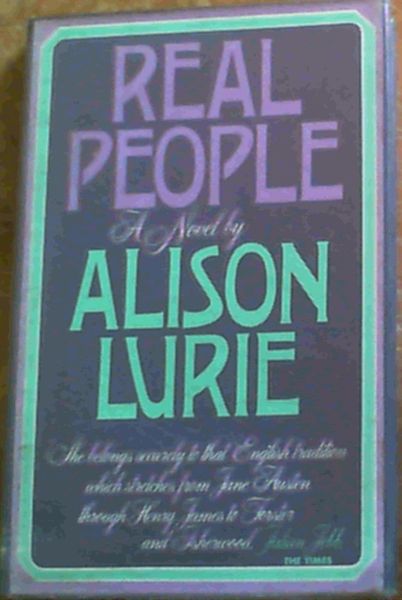 REAL
PEOPLE
A Novel by
ALISON
LURIE
She belongs securely to that English tradition
which stretches from Jane Austen
through Henry James to Forster
and Isherwood.
THE TIMES